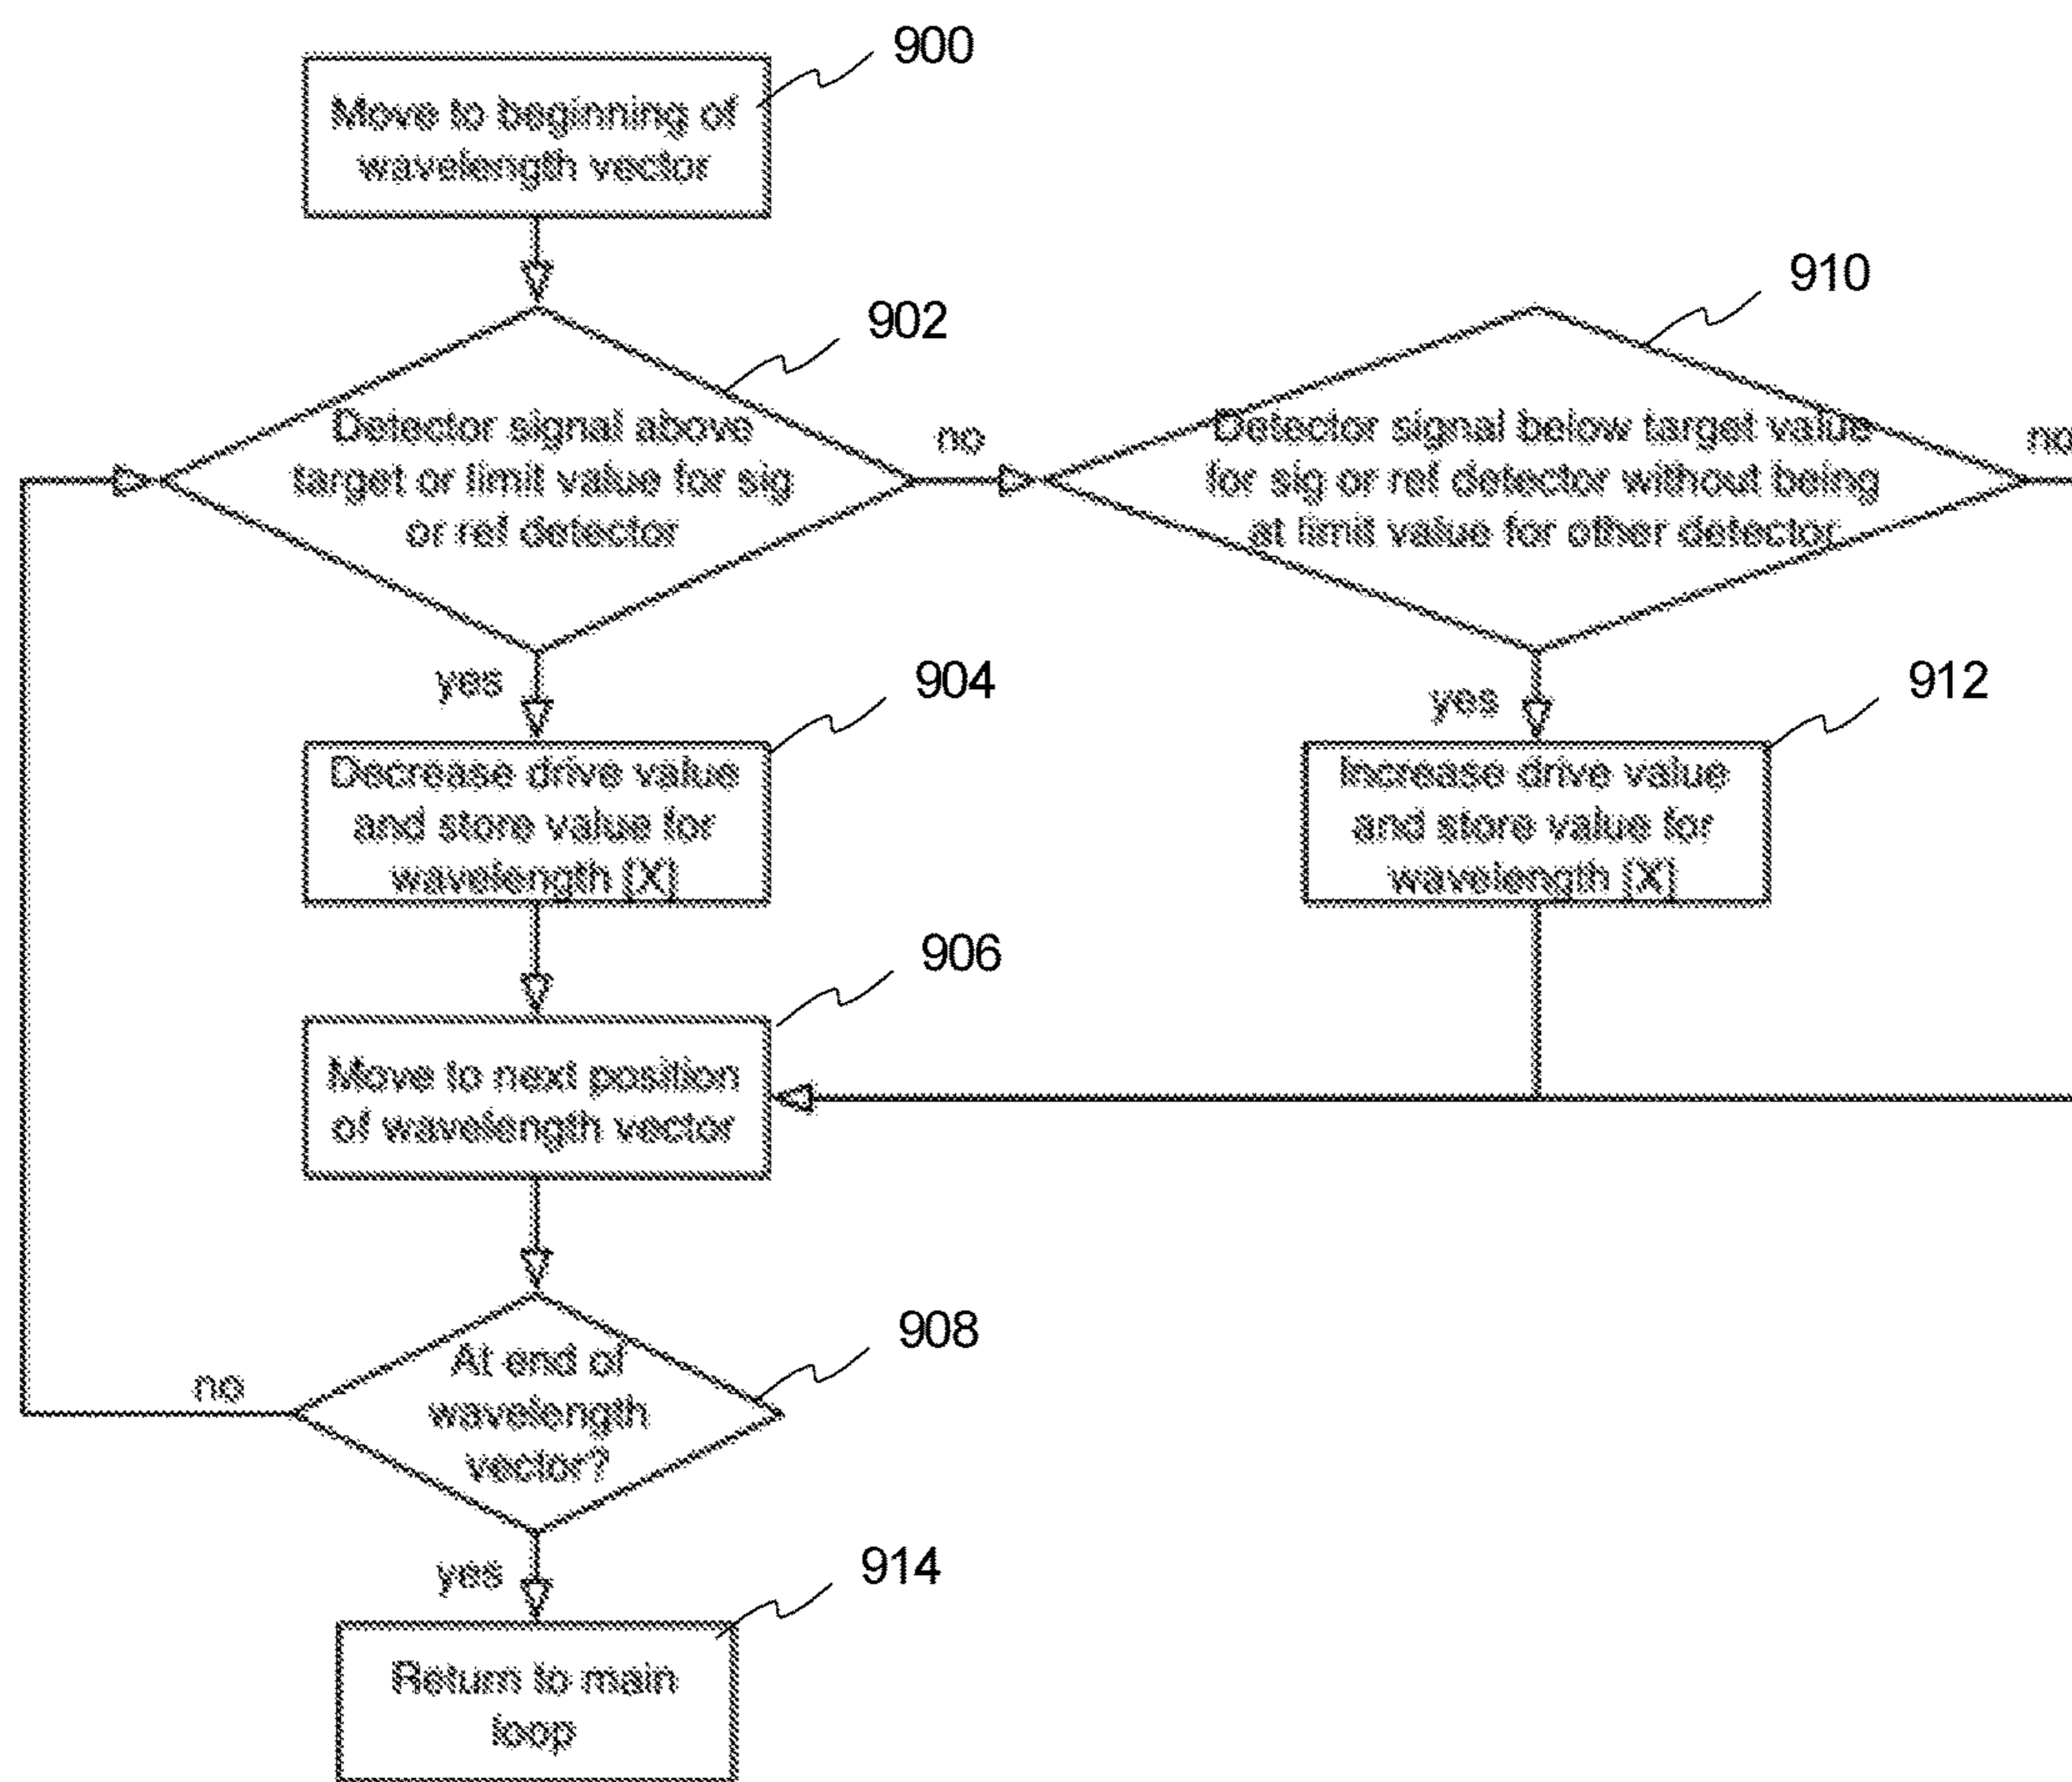 900
Move to beginning of
wavelength vector
902
Detector signal above
target or limit value for sig
or ref detector
no
910
Detector signal below target value
for sig or ref detector without being
at limit value for other detector
no
yes
904
Decrease drive value
and store value for
wavelength [X]
yes
912
Increase drive value
and store value for
wavelength [X]
906
Move to next position
of wavelength vector
908
At end of
wavelength
vector?
no
yes
914
Return to main
loop